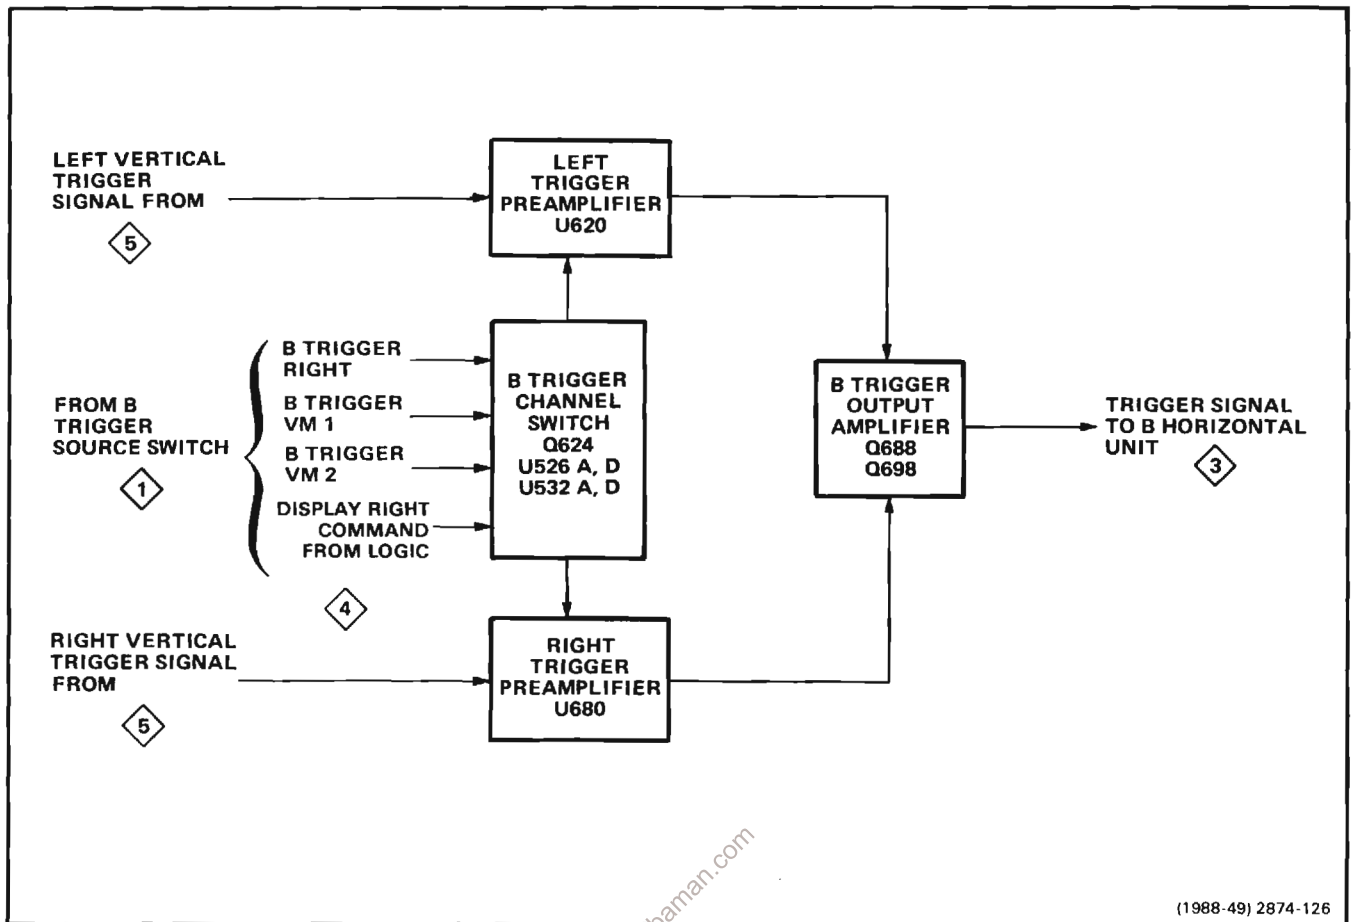 LEFT VERTICAL
TRIGGER
SIGNAL FROM
5
LEFT
TRIGGER
PREAMPLIFIER
U620
FROM B
TRIGGER
SOURCE SWITCH
1
B TRIGGER
RIGHT
B TRIGGER
VM 1
B TRIGGER
VM 2
DISPLAY RIGHT
COMMAND
FROM LOGIC
4
B TRIGGER
CHANNEL
SWITCH
Q624
U526 A, D
U532 A, D
B TRIGGER
OUTPUT
AMPLIFIER
Q688
Q698
TRIGGER SIGNAL
TO B HORIZONTAL
UNIT
3
RIGHT VERTICAL
TRIGGER SIGNAL
FROM
5
RIGHT
TRIGGER
PREAMPLIFIER
U680
baman.com
(1988-49) 2874-126